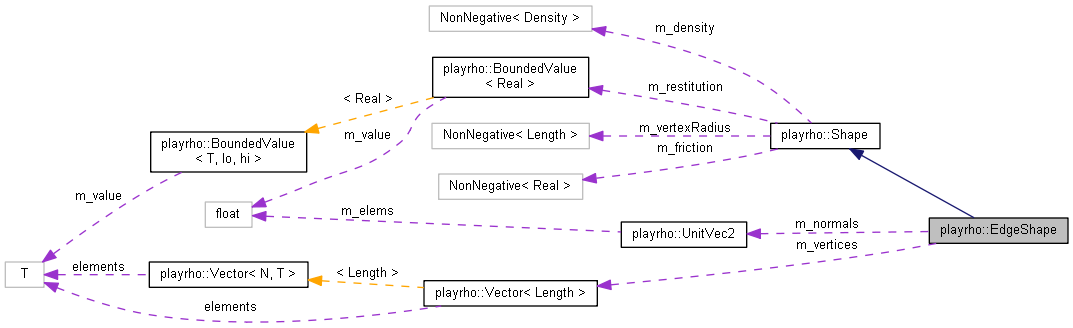 NonNegative< Density >
m_density
playrho::BoundedValue
< Real >
m_restitution
< Real >
m_value
NonNegative< Length >
m_vertexRadius
playrho::Shape
playrho::BoundedValue
< T, lo, hi >
m_friction
NonNegative< Real >
m_value
float
m_elems
playrho::UnitVec2
m_normals
playrho::EdgeShape
m_vertices
T
elements
playrho::Vector< N, T >
< Length >
playrho::Vector< Length >
elements